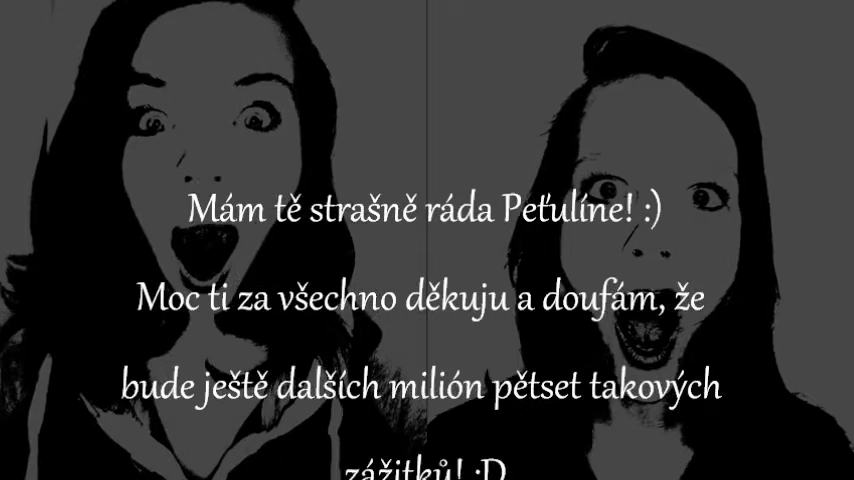 Mám tě strašně ráda Peťulíne! :)
Moc ti za všechno děkuju a doufám, že
bude ještě dalších milión pětset takových
zážitků! :D